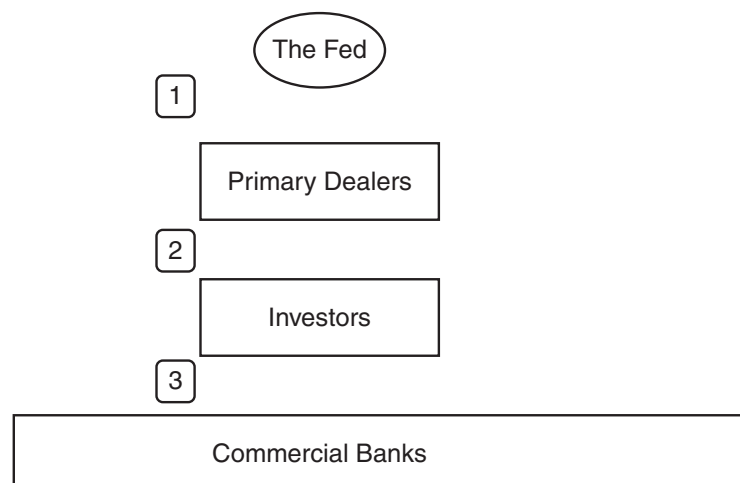 The Fed
1
Primary Dealers
2
Investors
3
Commercial Banks